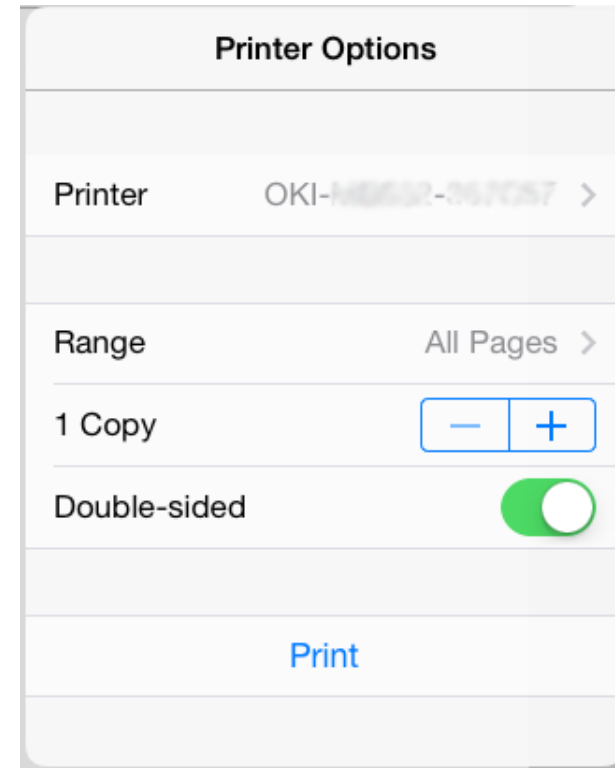 Printer Options
Printer OKI-
Range All Pages
1 Copy
Double-sided
Print